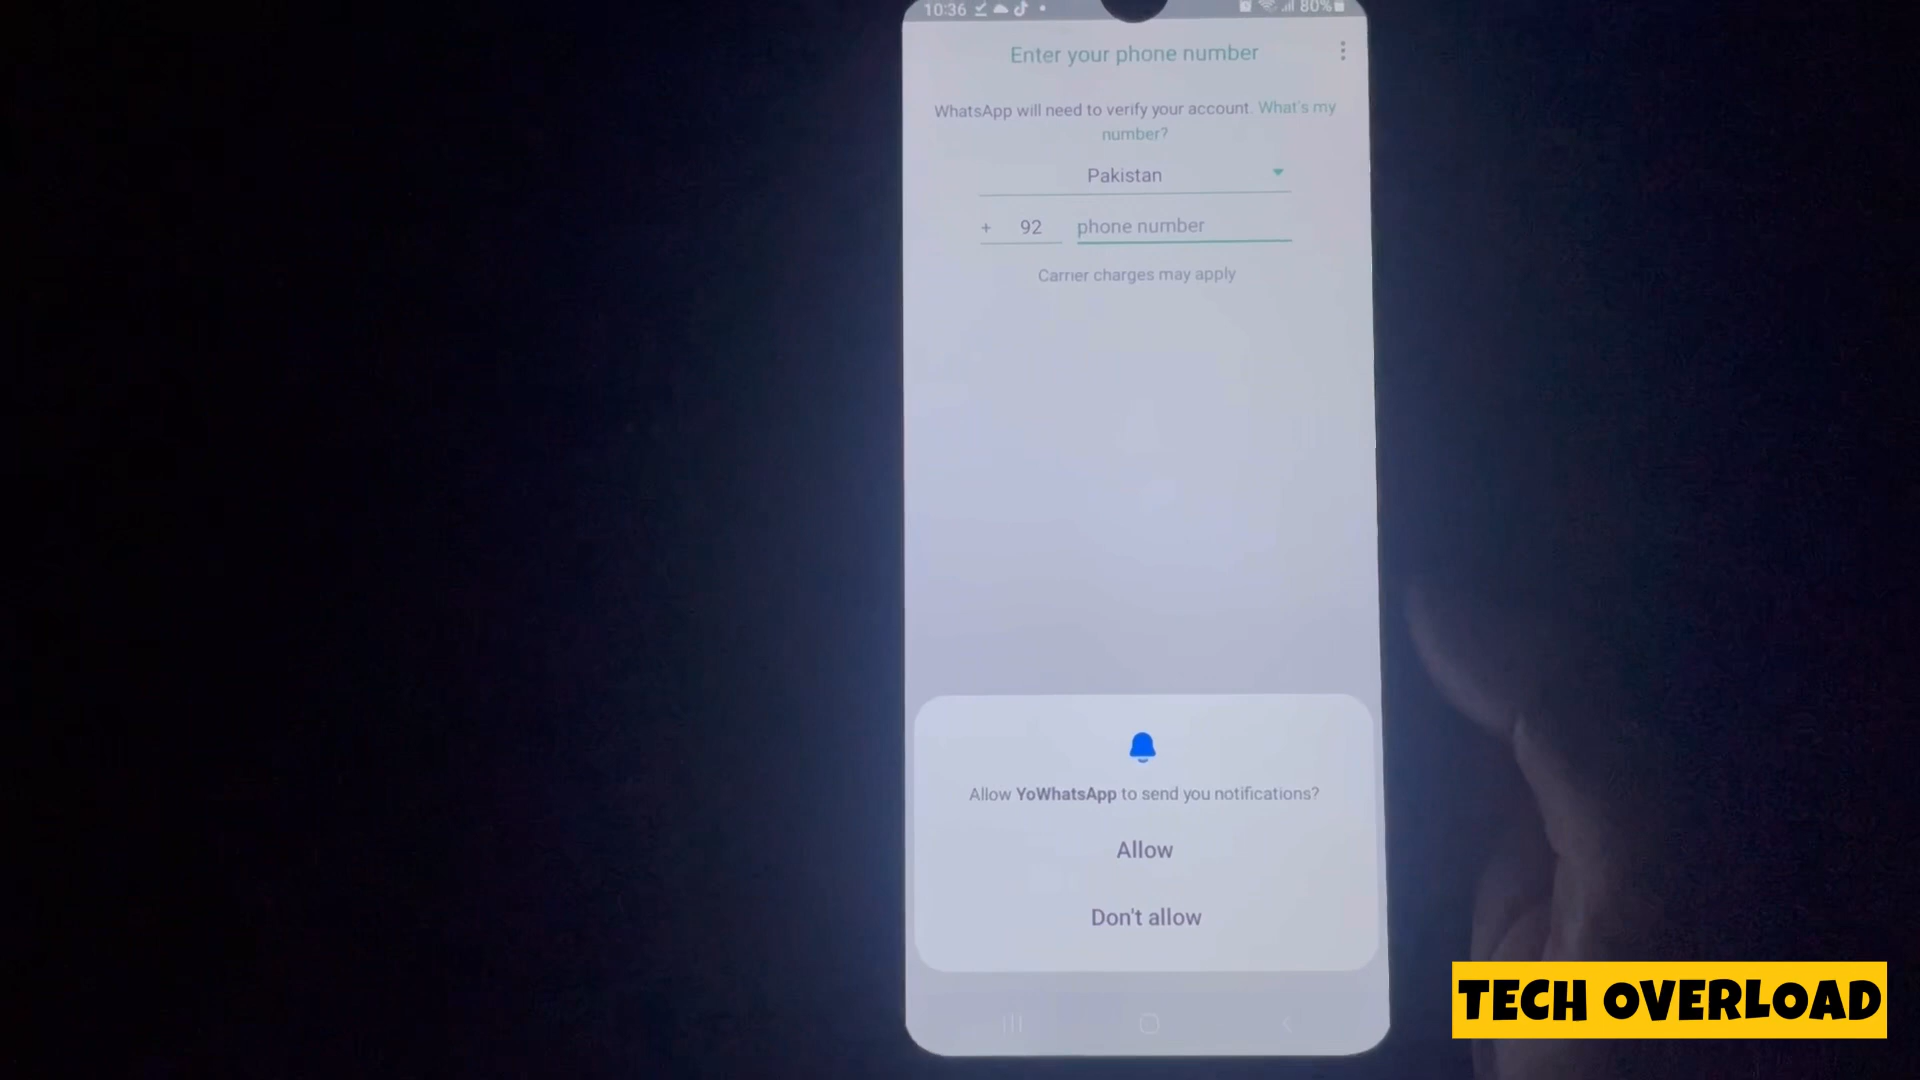 10:36
80%
Enter your phone number
WhatsApp will need to verify your account. What's my
number?
Pakistan
+ 92 phone number
Carrier charges may apply
Allow YoWhatsApp to send you notifications?
Allow
Don't allow
TECH OVERLOAD